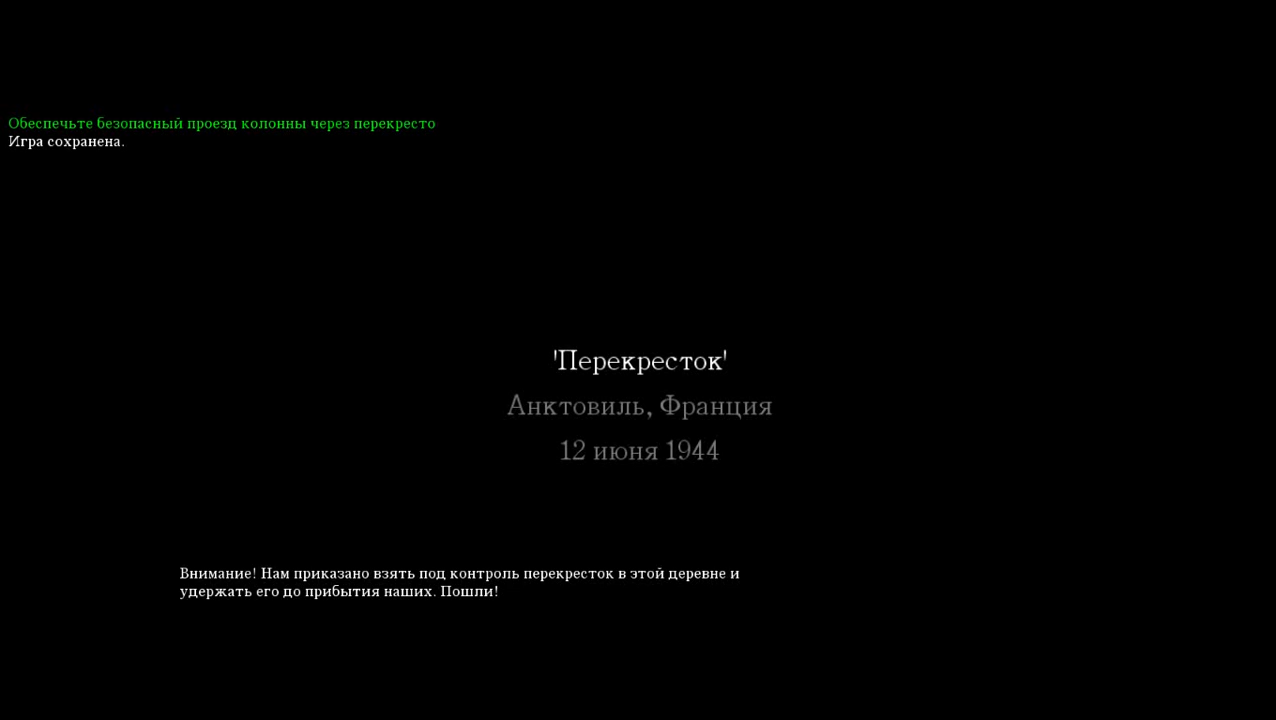 Обеспечьте безопасный проезд колонны через перекресто
Игра сохранена.
'Перекресток'
Анктовиль, Франция
12 июня 1944
Внимание! Нам приказано взять под контроль перекресток в этой деревне и
удержать его до прибытия наших. Пошли!